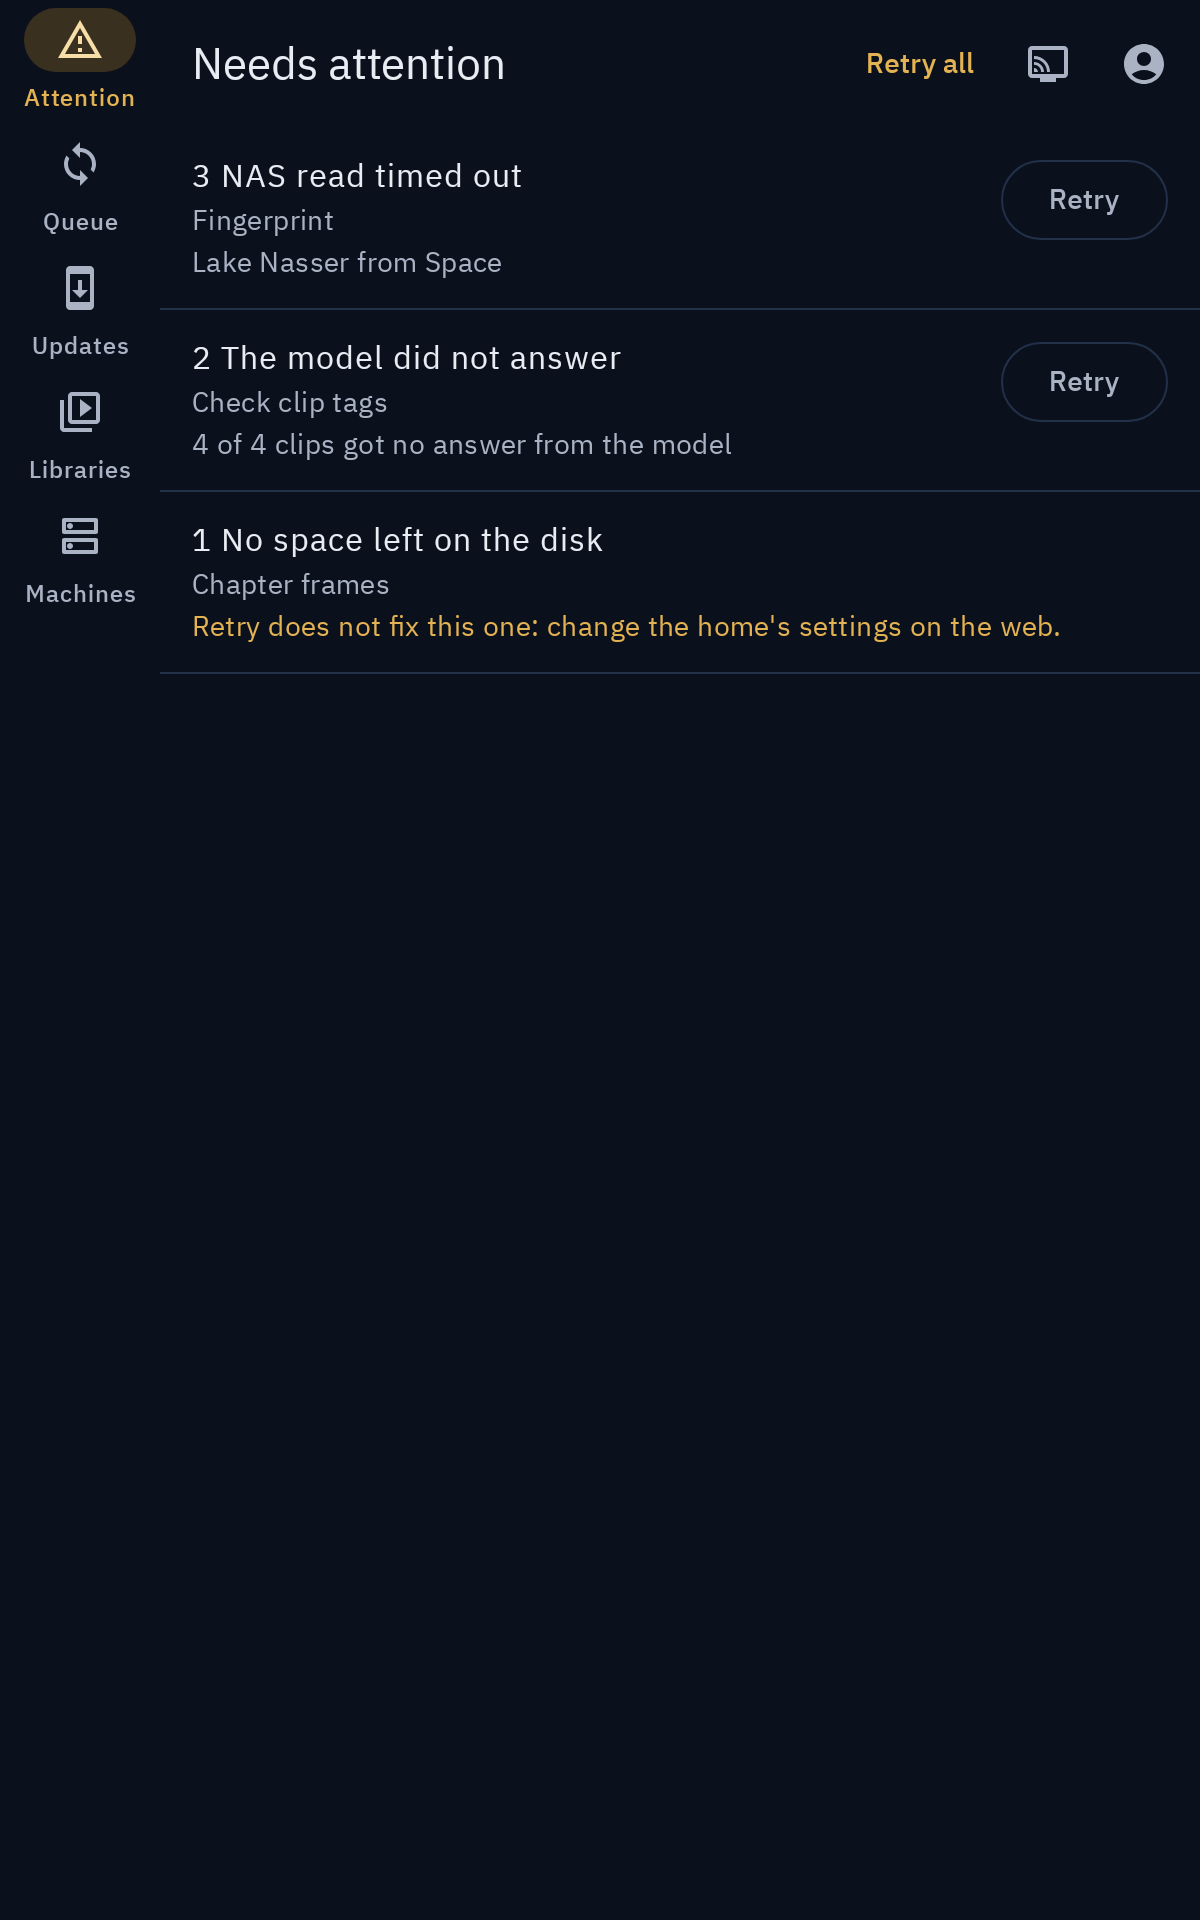 Attention
Queue
Updates
Libraries
Machines
Needs attention
Retry all
3 NAS read timed out
Fingerprint
Lake Nasser from Space
Retry
2 The model did not answer
Check clip tags
4 of 4 clips got no answer from the model
Retry
1 No space left on the disk
Chapter frames
Retry does not fix this one: change the home's settings on the web.